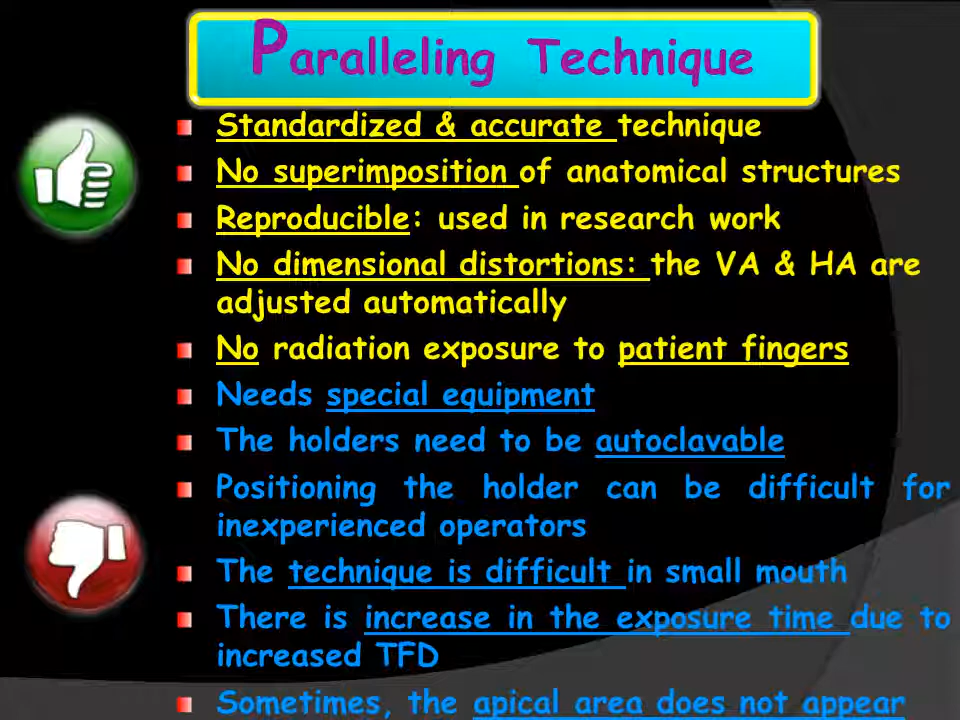 Paralleling Technique
Standardized & accurate technique
No superimposition of anatomical structures
Reproducible: used in research work
No dimensional distortions: the VA & HA are
adjusted automatically
No radiation exposure to patient fingers
Needs special equipment
The holders need to be autoclavable
Positioning the holder can be difficult for
inexperienced operators
The technique is difficult in small mouth
There is increase in the exposure time due to
increased TFD
Sometimes, the apical area does not appear